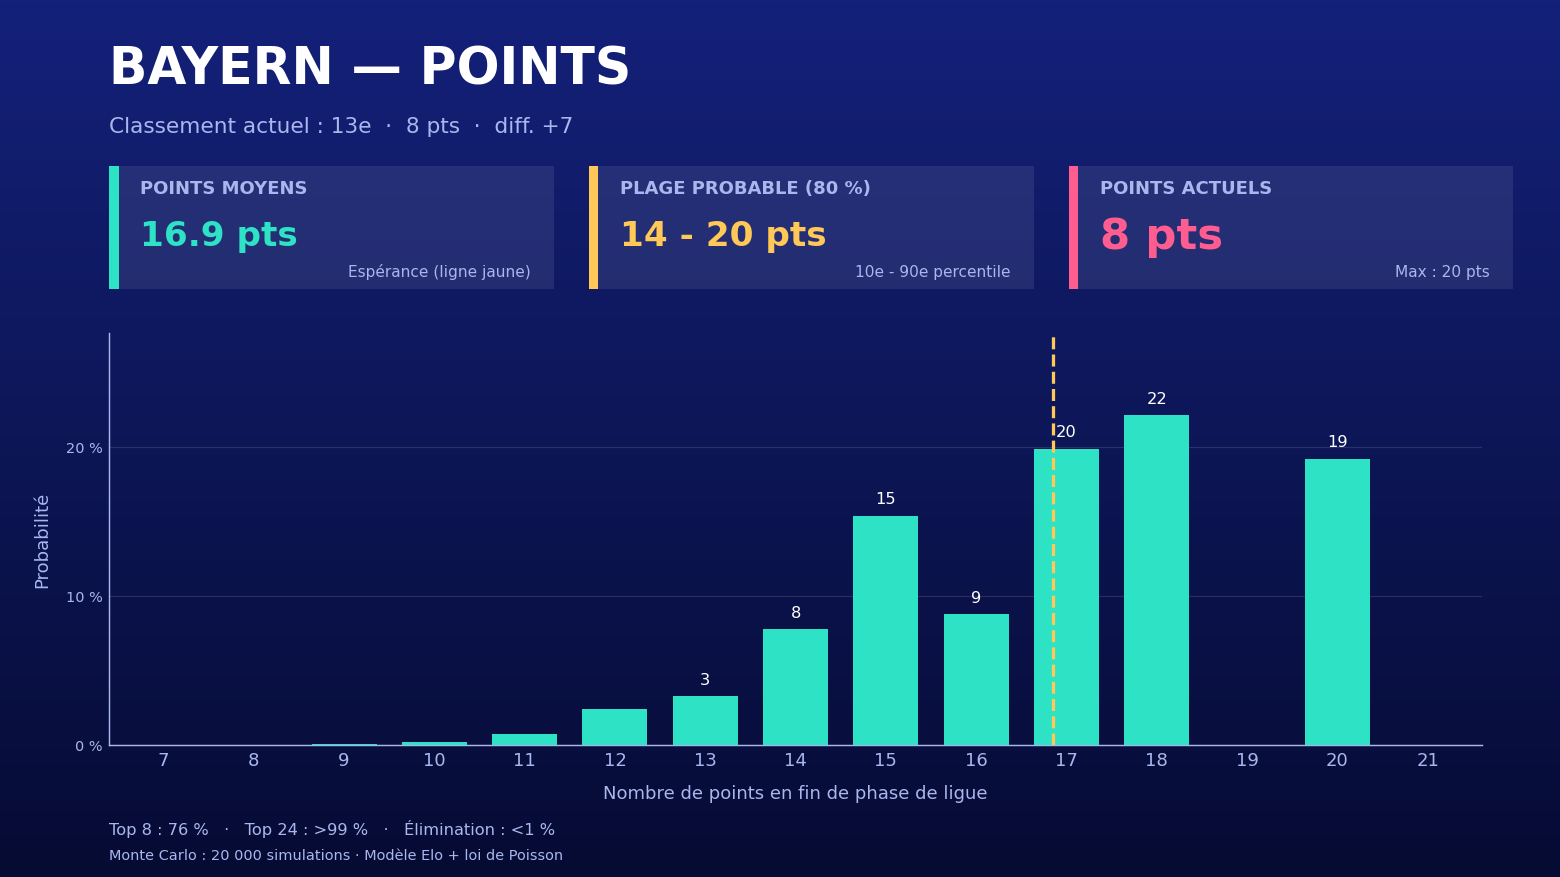 BAYERN — POINTS
Classement actuel : 13e · 8 pts · diff. +7
POINTS MOYENS
16.9 pts
Espérance (ligne jaune)
PLAGE PROBABLE (80 %)
14 - 20 pts
10e - 90e percentile
POINTS ACTUELS
8 pts
Max : 20 pts
Probabilité
20 %
10 %
0 %
3
8
15
9
20
22
19
7 8 9 10 11 12 13 14 15 16 17 18 19 20 21
Nombre de points en fin de phase de ligue
Top 8 : 76 % · Top 24 : >99 % · Élimination : <1 %
Monte Carlo : 20 000 simulations · Modèle Elo + loi de Poisson